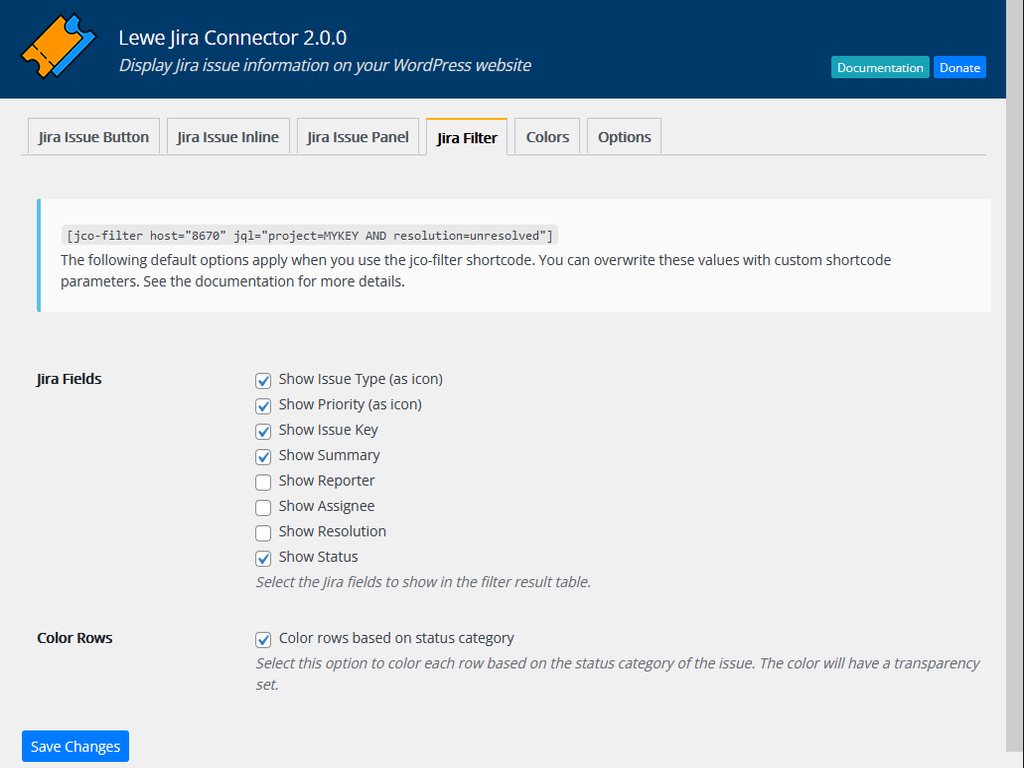 Lewe Jira Connector 2.0.0
Display Jira issue information on your WordPress website
Documentation
Donate
Jira Issue Button
Jira Issue Inline
Jira Issue Panel
Jira Filter
Colors
Options
[jco-filter host="8670" jql="project=MYKEY AND resolution=unresolved"]
The following default options apply when you use the jco-filter shortcode. You can overwrite these values with custom shortcode
parameters. See the documentation for more details.
Jira Fields
Show Issue Type (as icon)
Show Priority (as icon)
Show Issue Key
Show Summary
Show Reporter
Show Assignee
Show Resolution
Show Status
Select the Jira fields to show in the filter result table.
Color Rows
Color rows based on status category
Select this option to color each row based on the status category of the issue. The color will have a transparency
set.
Save Changes